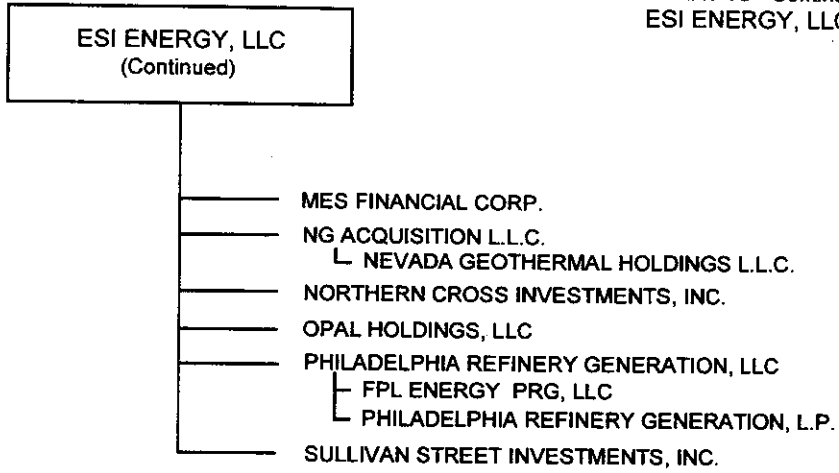 ESI ENERGY, LLC
ESI ENERGY, LLC
(Continued)
MES FINANCIAL CORP.
NG ACQUISITION L.L.C.
NEVADA GEOTHERMAL HOLDINGS L.L.C.
NORTHERN CROSS INVESTMENTS, INC.
OPAL HOLDINGS, LLC
PHILADELPHIA REFINERY GENERATION, LLC
FPL ENERGY PRG, LLC
PHILADELPHIA REFINERY GENERATION, L.P.
SULLIVAN STREET INVESTMENTS, INC.